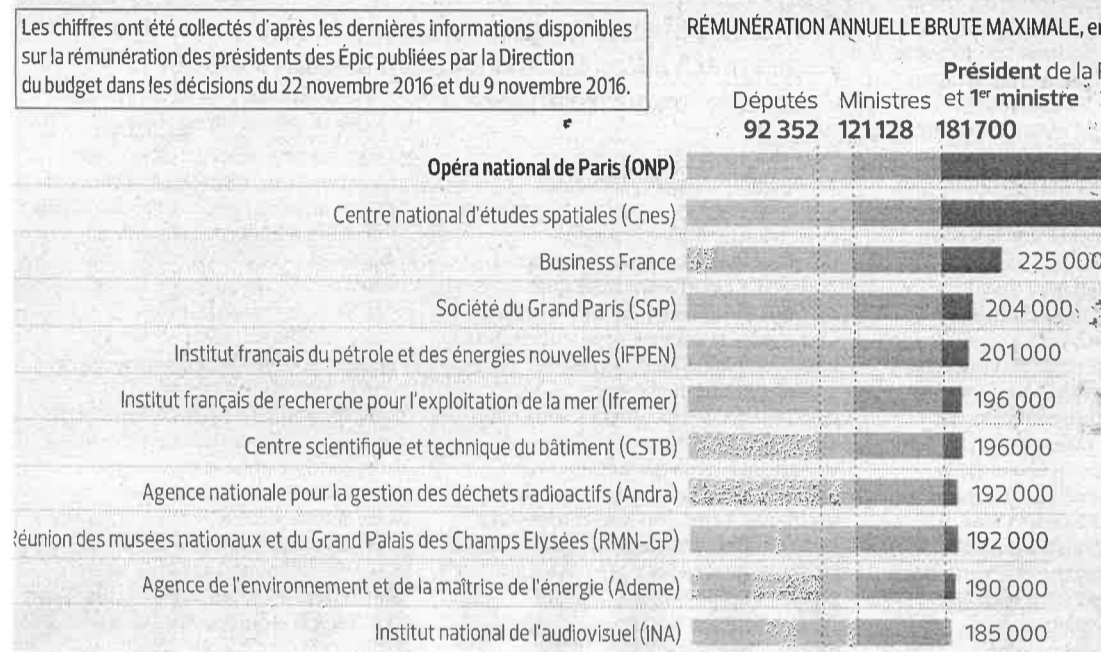 Les chiffres ont été collectés d'après les dernières informations disponibles
sur la rémunération des présidents des Épic publiées par la Direction
du budget dans les décisions du 22 novembre 2016 et du 9 novembre 2016.
RÉMUNÉRATION ANNUELLE BRUTE MAXIMALE, en
Députés
92 352
Ministres
121 128
Président de la
et 1er ministre
181 700
Opéra national de Paris (ONP)
Centre national d'études spatiales (Cnes)
Business France 225 000
Société du Grand Paris (SGP) 204 000
Institut français du pétrole et des énergies nouvelles (IFPEN) 201 000
Institut français de recherche pour l'exploitation de la mer (Ifremer) 196 000
Centre scientifique et technique du bâtiment (CSTB) 196000
Agence nationale pour la gestion des déchets radioactifs (Andra) 192 000
Réunion des musées nationaux et du Grand Palais des Champs Elysées (RMN-GP) 192 000
Agence de l'environnement et de la maîtrise de l'énergie (Ademe) 190 000
Institut national de l'audiovisuel (INA) 185 000